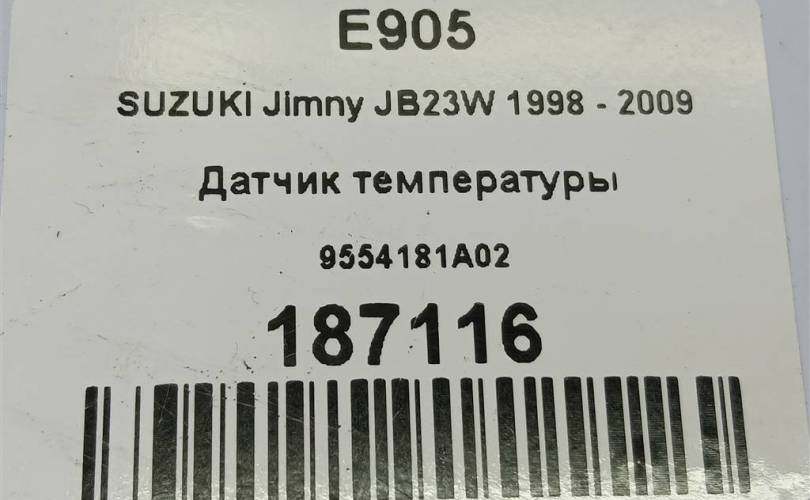 E905
SUZUKI Jimny JB23W 1998 - 2009
Датчик температуры
9554181A02
187116